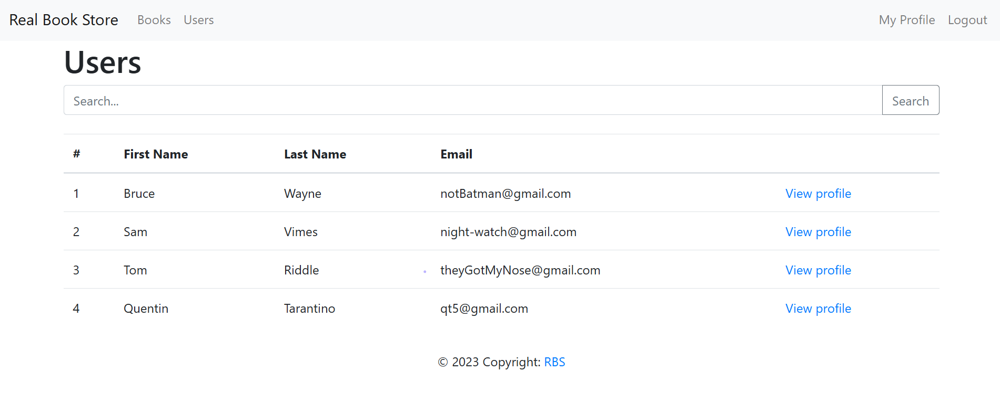 Real Book Store Books Users My Profile Logout
Users
Search... Search
# First Name Last Name Email
1 Bruce Wayne notBatman@gmail.com View profile
2 Sam Vimes night-watch@gmail.com View profile
3 Tom Riddle theyGotMyNose@gmail.com View profile
4 Quentin Tarantino qt5@gmail.com View profile
© 2023 Copyright: RBS